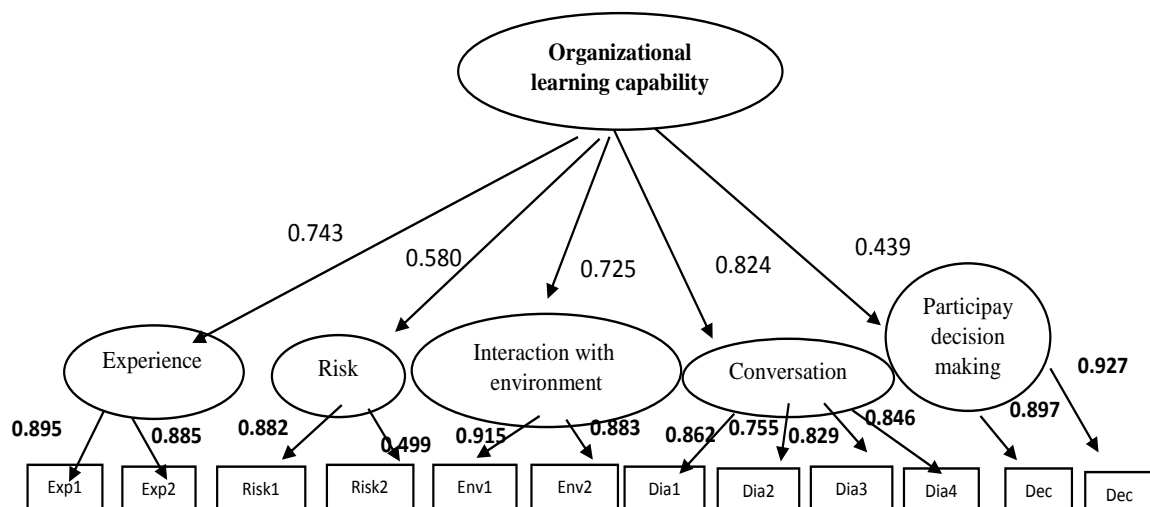 Organizational
learning capability
0.743
0.580
0.725
0.824
0.439
Experience
Risk
Interaction with
environment
Conversation
Participay
decision
making
0.895
0.885
0.882
0.499
0.915
0.883
0.862
0.755
0.829
0.846
0.897
0.927
Exp1
Exp2
Risk1
Risk2
Env1
Env2
Dia1
Dia2
Dia3
Dia4
Dec
Dec